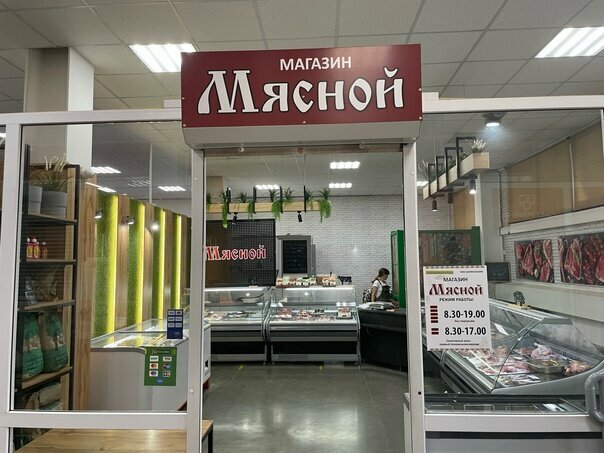 МАГАЗИН
Мясной
Мясной
МАГАЗИН
Мясной
РЕЖИМ РАБОТЫ:
8.30-19.00
8.30-17.00